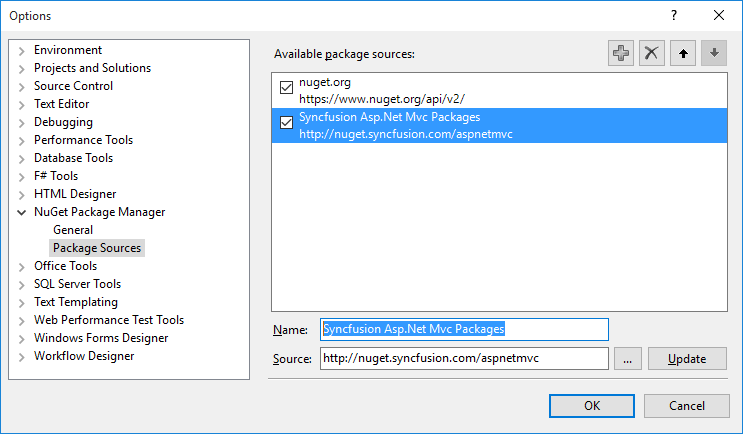 Options
?
Environment
Projects and Solutions
Source Control
Text Editor
Debugging
Performance Tools
Database Tools
F# Tools
HTML Designer
NuGet Package Manager
General
Package Sources
Office Tools
SQL Server Tools
Text Templating
Web Performance Test Tools
Windows Forms Designer
Workflow Designer
Available package sources:
nuget.org
https://www.nuget.org/api/v2/
Syncfusion Asp.Net Mvc Packages
http://nuget.syncfusion.com/aspnetmvc
Name: Syncfusion Asp.Net Mvc Packages
Source: http://nuget.syncfusion.com/aspnetmvc ... Update
OK Cancel